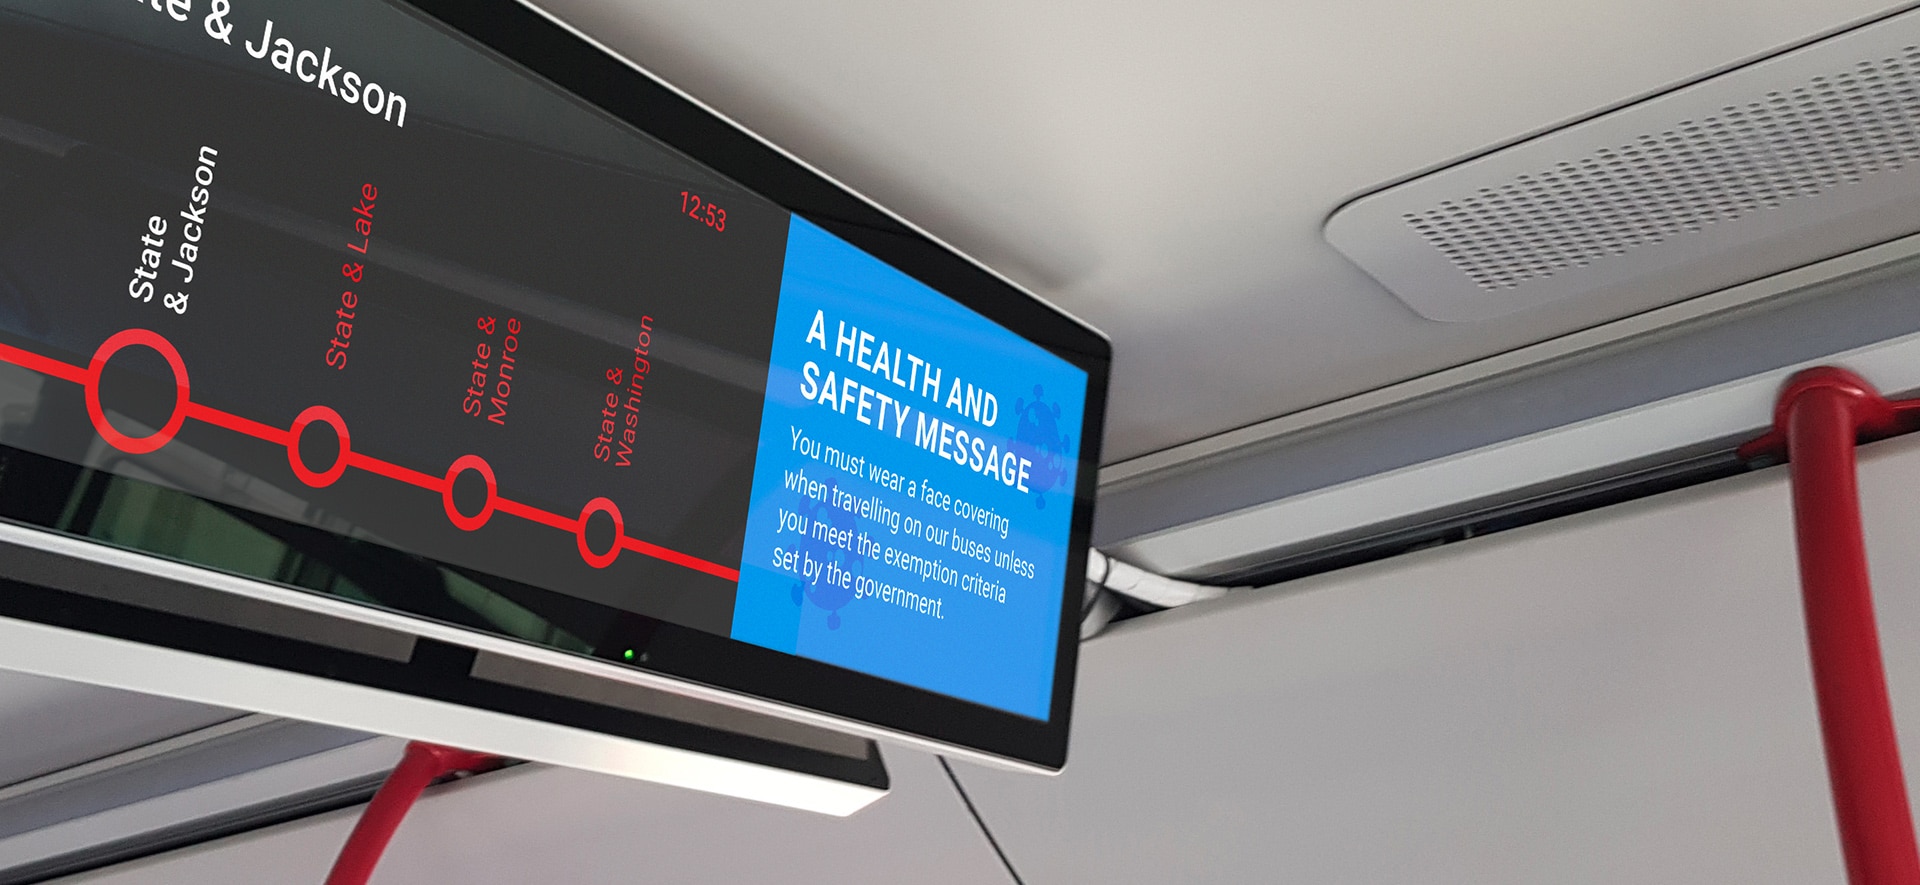 & Jackson
State
& Jackson
State & Lake
State &
Monroe
State &
Washington
12:53
A HEALTH AND
SAFETY MESSAGE
You must wear a face covering
when travelling on our buses unless
you meet the exemption criteria
set by the government.